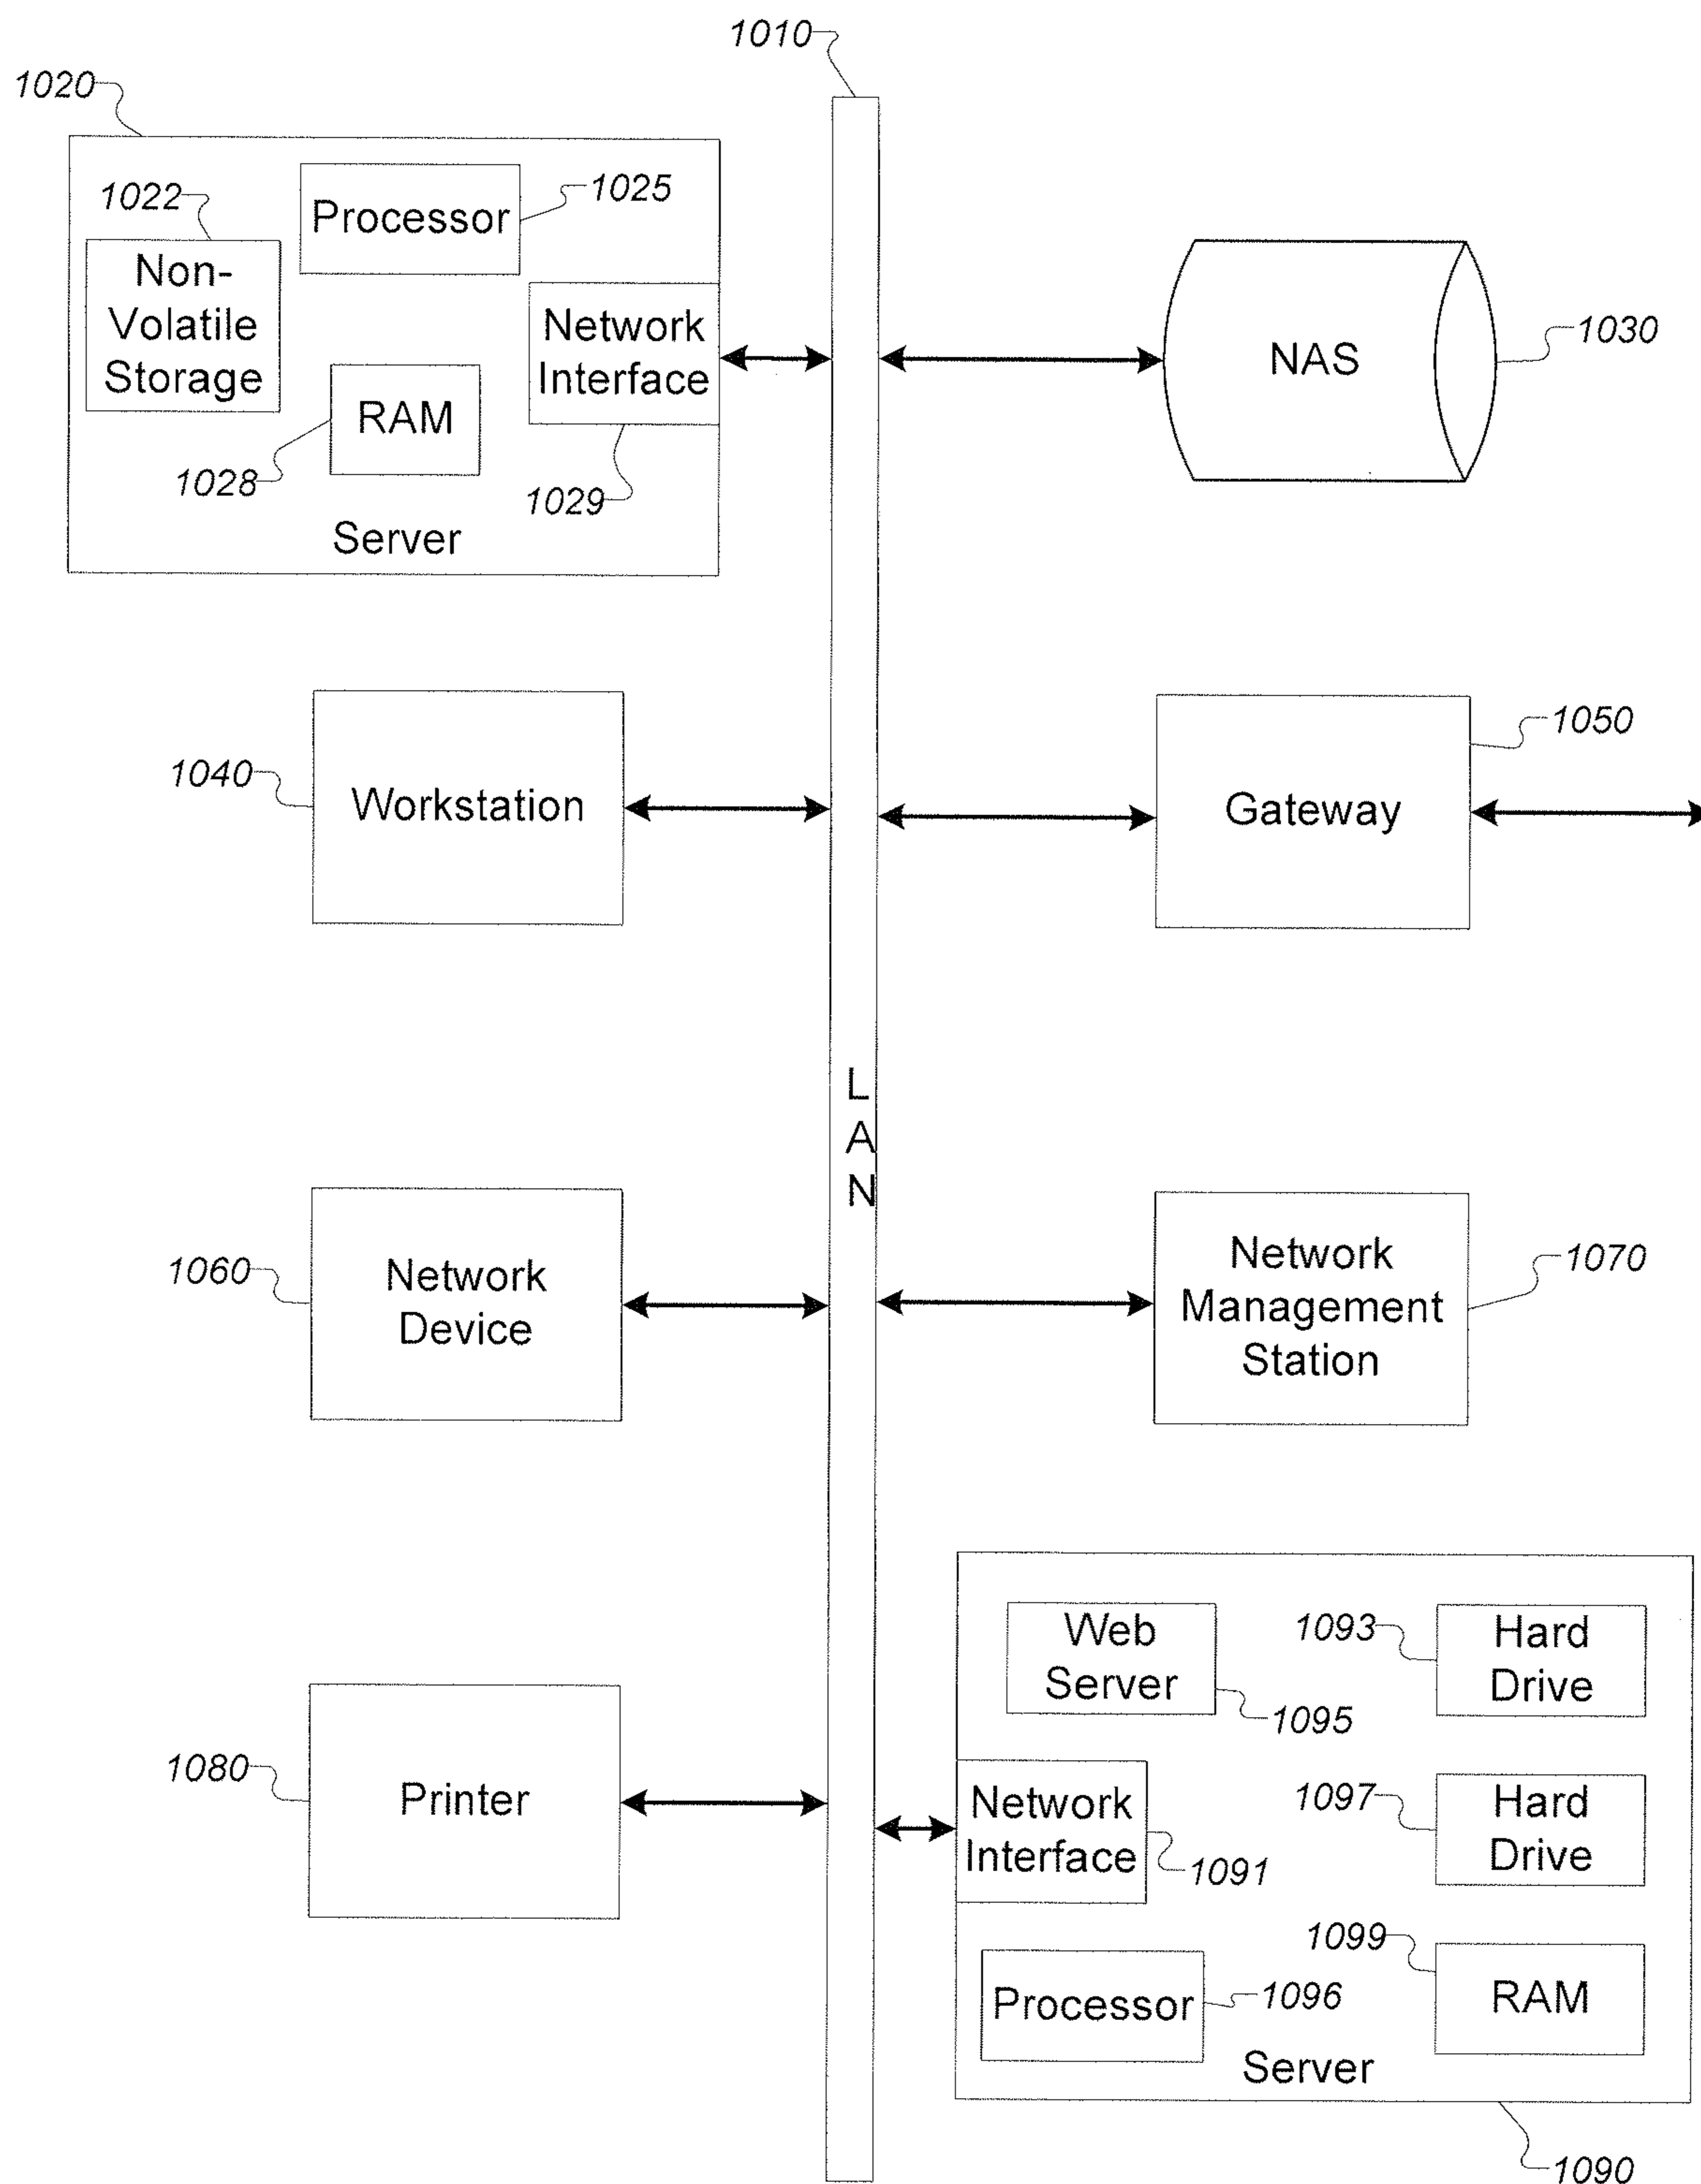 1010
1020
1022
Processor
1025
Non-
Volatile
Storage
Network
Interface
RAM
1028
1029
Server
NAS
1030
1040
Workstation
Gateway
1050
L
A
N
1060
Network
Device
Network
Management
Station
1070
1080
Printer
Web
Server
1095
1093
Hard
Drive
Network
Interface
1091
1097
Hard
Drive
Processor
1096
1099
RAM
Server
1090